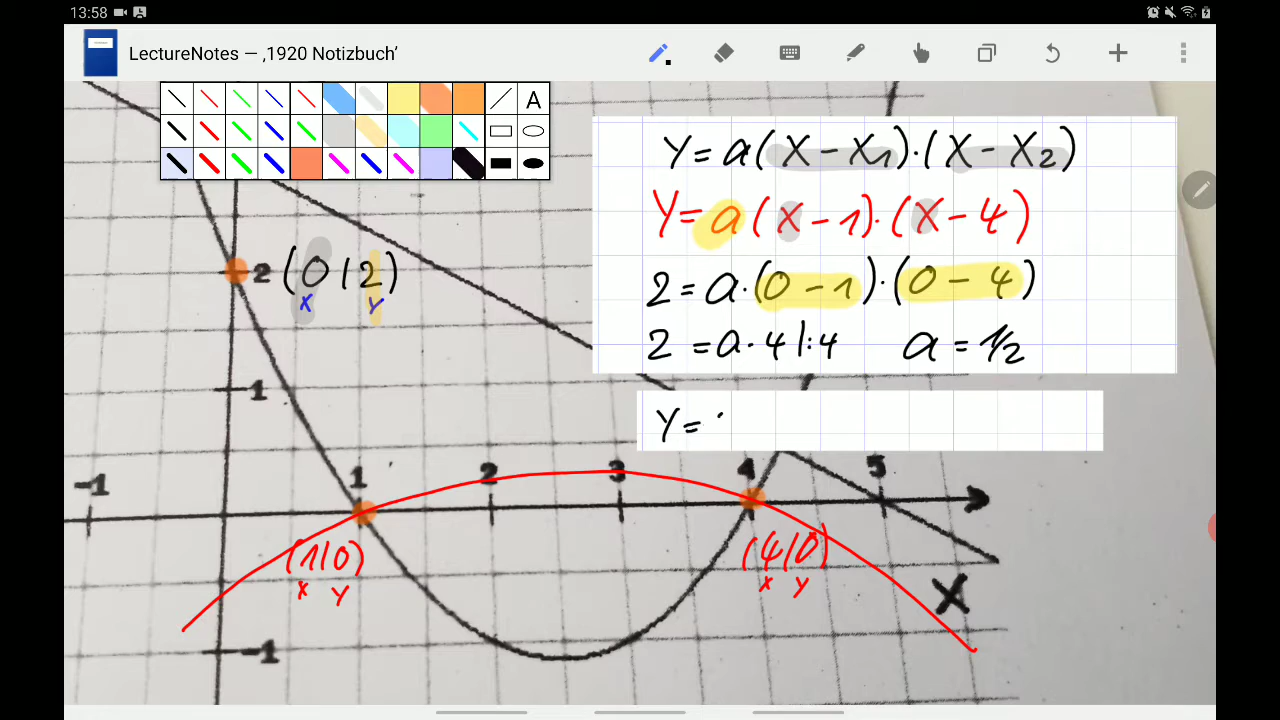 13:58
LectureNotes — ‚1920 Notizbuch’
A
Y = a(X - X1)·(X - X2)
Y = a(X - 1)·(X - 4)
2 = a·(0 - 1)·(0 - 4)
2 = a·4 |:4 a = 1/2
Y =
2 (0|2)
X Y
1
-1 1 2 3 4 5
(1|0) (4|0)
X Y X Y
X
-1